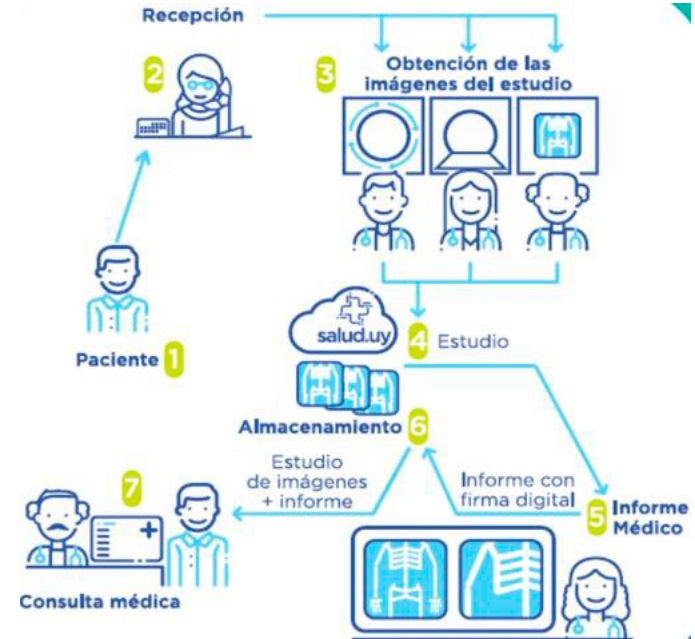 Recepción
2
3
Obtención de las
imágenes del estudio
Paciente 1
salud.uy
4 Estudio
Almacenamiento 6
Estudio
de imágenes
+ informe
Informe con
firma digital
5 Informe
Médico
7
Consulta médica